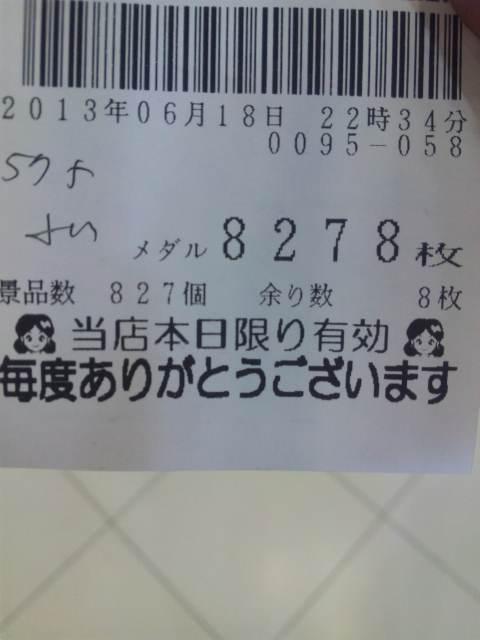 2013年06月18日 22時34分
0095-058
メダル 8278枚
景品数 827個 余り数 8枚
当店本日限り有効
毎度ありがとうございます